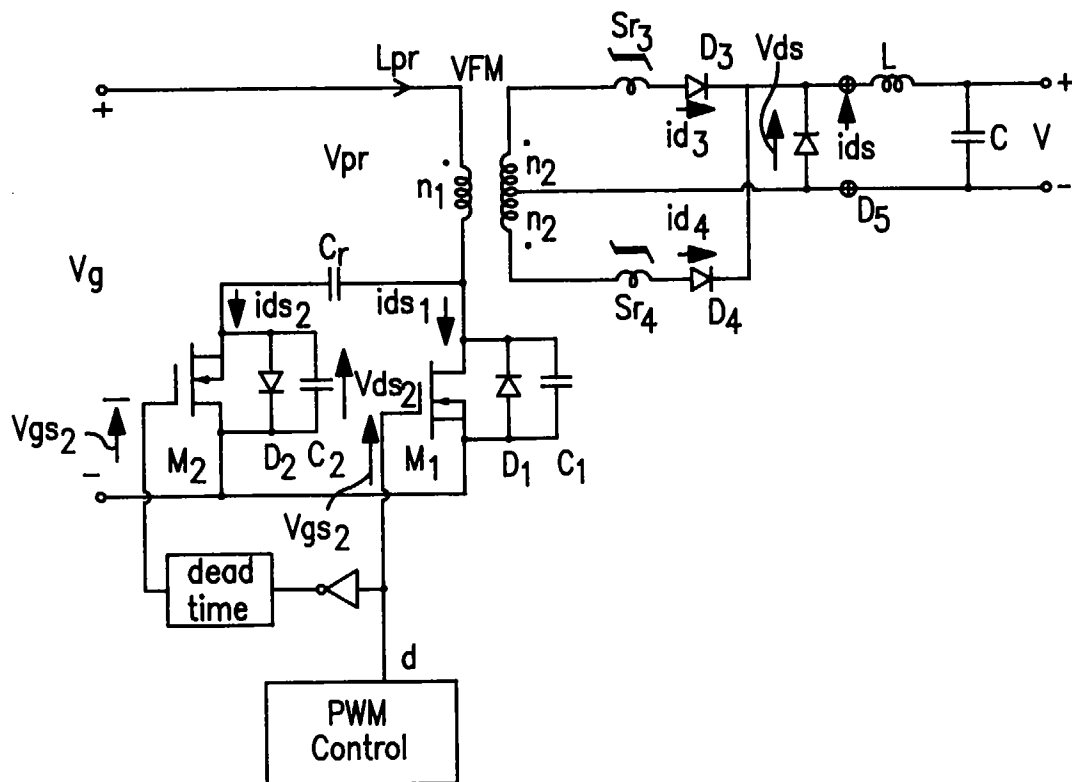 Sr3
D3
Vds
L
Lpr
VFM
+
+
id3
ids
C
V
Vpr
n1
n2
n2
id4
D5
-
Cr
Vg
ids2
ids1
Sr4
D4
Vds2
Vgs2
M2
D2
C2
M1
D1
C1
-
Vgs2
dead
time
d
PWM
Control